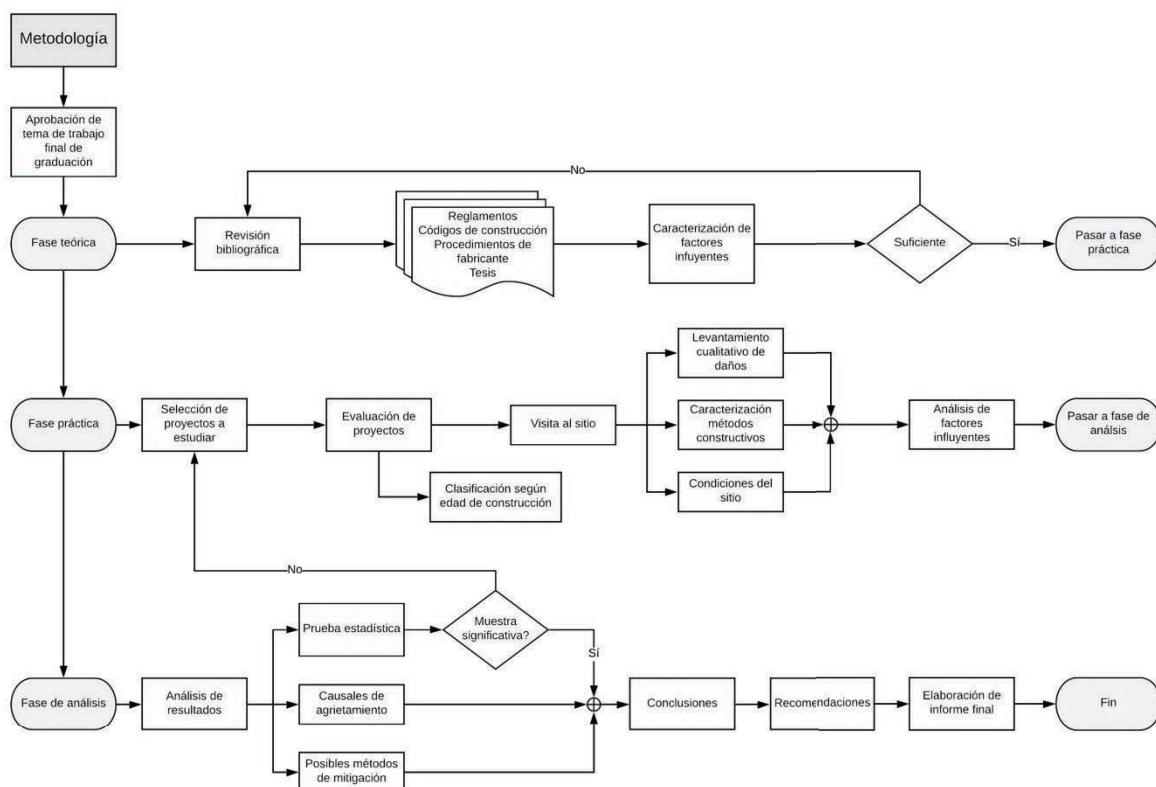 Metodología
Aprobación de
tema de trabajo
final de
graduación
No
Fase teórica
Revisión
bibliográfica
Reglamentos
Códigos de construcción
Procedimientos de
fabricante
Tesis
Caracterización de
factores
infuyentes
Suficiente
Sí
Pasar a fase
práctica
Fase práctica
Selección de
proyectos a
estudiar
Evaluación de
proyectos
Clasificación según
edad de construcción
Visita al sitio
Levantamiento
cualitativo de
daños
Caracterización
métodos
constructivos
Condiciones del
sitio
Análisis de
factores
influyentes
Pasar a fase de
análsis
No
Fase de análisis
Análisis de
resultados
Prueba estadística
Muestra
significativa?
Sí
Causales de
agrietamiento
Posibles métodos
de mitigación
Conclusiones
Recomendaciones
Elaboración de
informe final
Fin